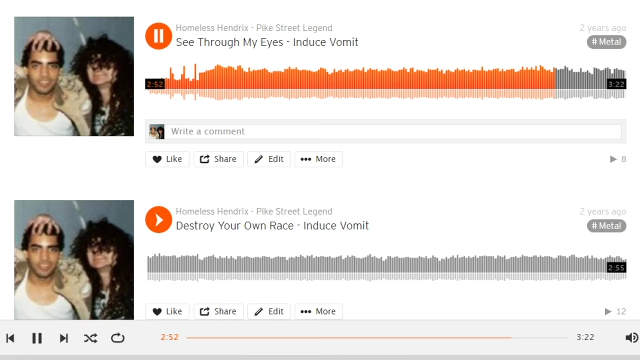 Homeless Hendrix - Pike Street Legend
2 years ago
See Through My Eyes - Induce Vomit
# Metal
2:52
3:22
Write a comment
Like
Share
Edit
More
8
Homeless Hendrix - Pike Street Legend
2 years ago
Destroy Your Own Race - Induce Vomit
# Metal
2:55
Like
Share
Edit
More
12
2:52
3:22